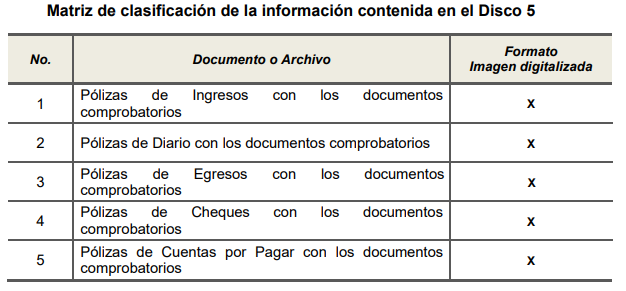 Matriz de clasificación de la información contenida en el Disco 5
No. Documento o Archivo Formato
Imagen digitalizada
1 Pólizas de Ingresos con los documentos
comprobatorios X
2 Pólizas de Diario con los documentos comprobatorios X
3 Pólizas de Egresos con los documentos
comprobatorios X
4 Pólizas de Cheques con los documentos
comprobatorios X
5 Pólizas de Cuentas por Pagar con los documentos
comprobatorios X